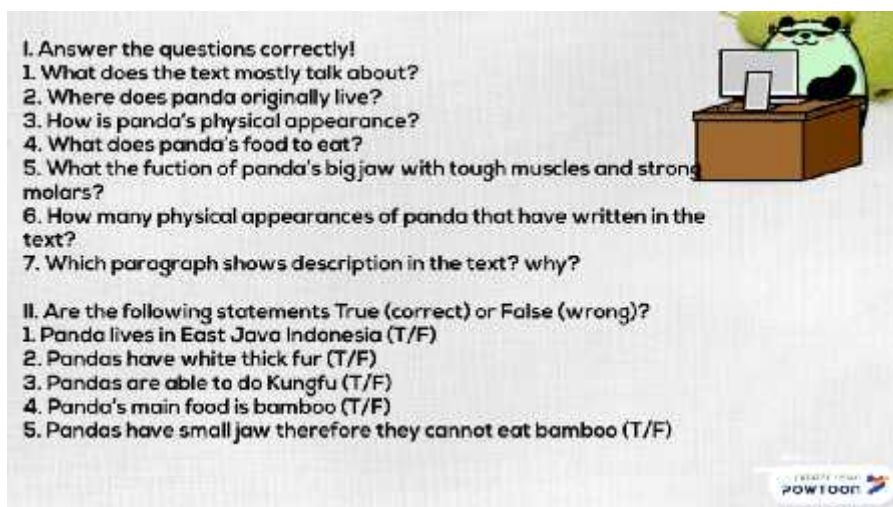 I. Answer the questions correctly!
1. What does the text mostly talk about?
2. Where does panda originally live?
3. How is panda's physical appearance?
4. What does panda's food to eat?
5. What the fuction of panda's big jaw with tough muscles and strong
molars?
6. How many physical appearances of panda that have written in the
text?
7. Which paragraph shows description in the text? why?
II. Are the following statements True (correct) or False (wrong)?
1. Panda lives in East Java Indonesia (T/F)
2. Pandas have white thick fur (T/F)
3. Pandas are able to do Kungfu (T/F)
4. Panda's main food is bamboo (T/F)
5. Pandas have small jaw therefore they cannot eat bamboo (T/F)
POWTOON